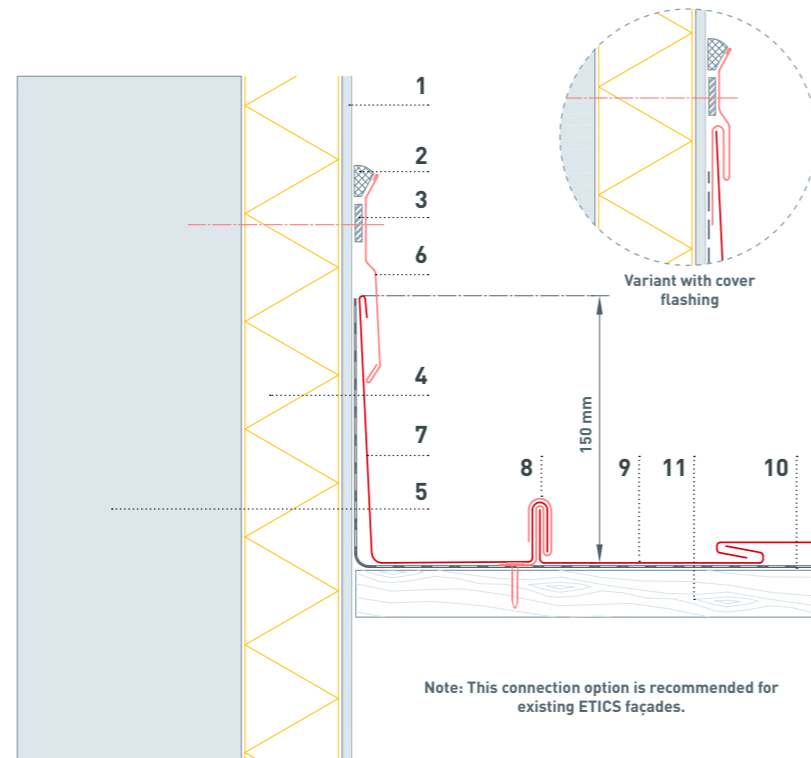 1
2
3
6
Variant with cover
flashing
4
7
5
150 mm
8
9
11
10
Note: This connection option is recommended for
existing ETICS façades.